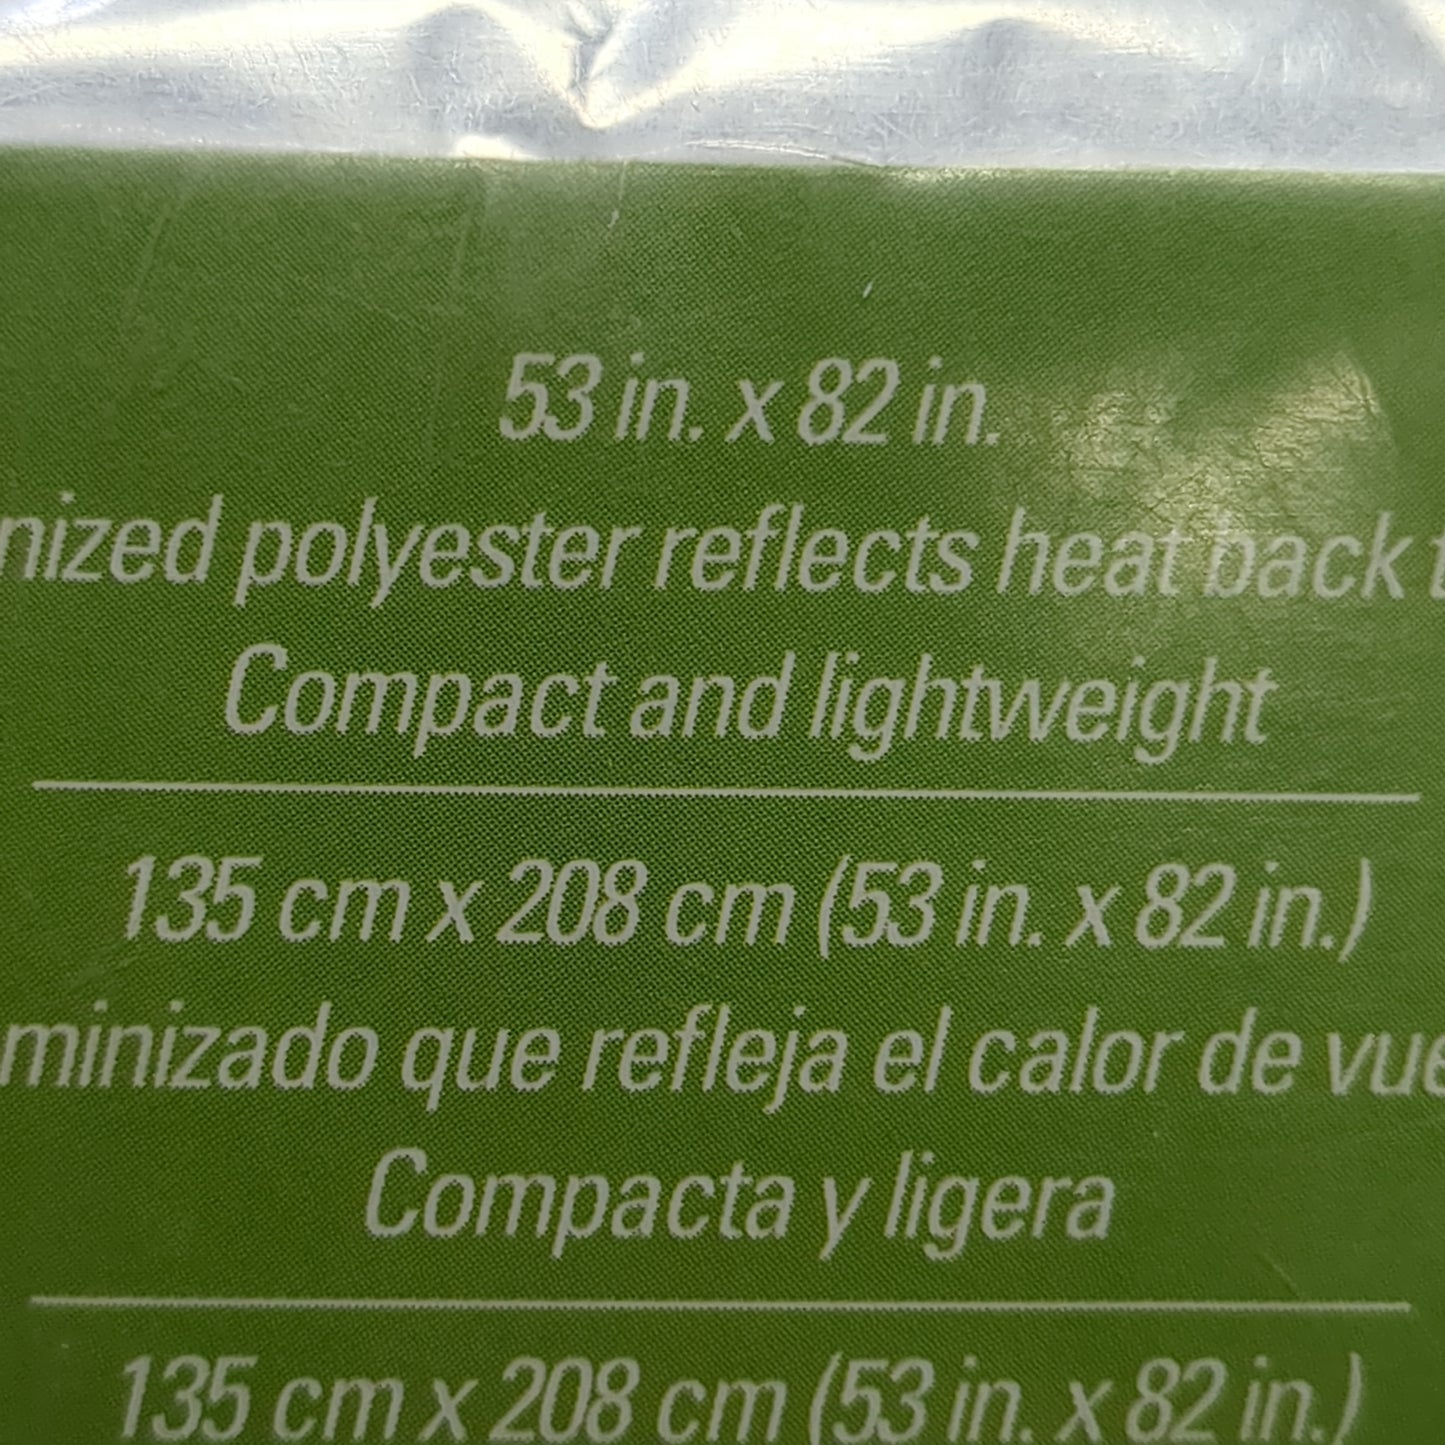 53 in. x 82 in.
nized polyester reflects heat back t
Compact and lightweight
135 cm x 208 cm (53 in. x 82 in.)
minizado que refleja el calor de vue
Compacta y ligera
135 cm x 208 cm (53 in. x 82 in.)